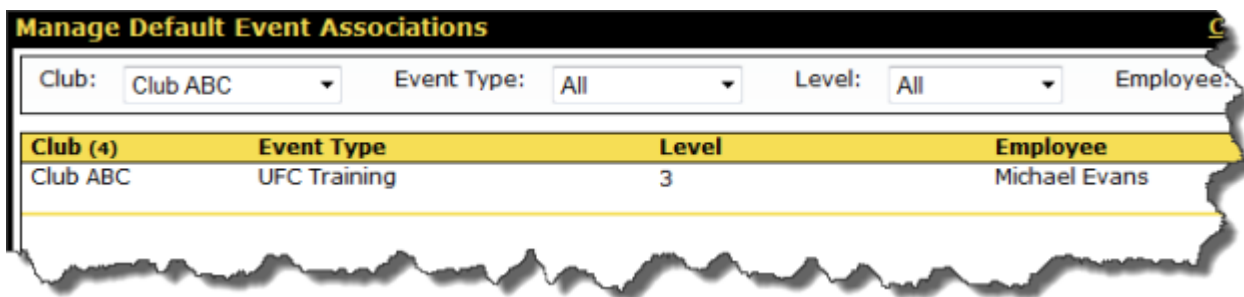 Manage Default Event Associations C
Club: Club ABC Event Type: All Level: All Employee:
Club (4) Event Type Level Employee
Club ABC UFC Training 3 Michael Evans